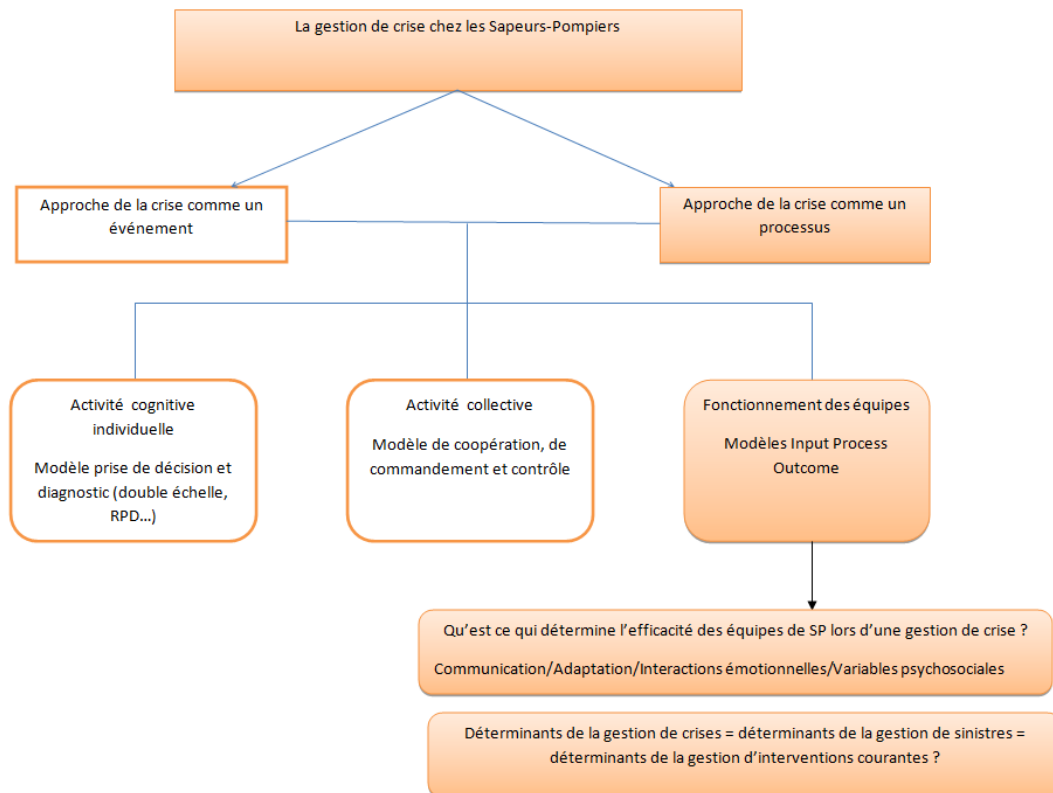 La gestion de crise chez les Sapeurs-Pompiers
Approche de la crise comme un
événement
Approche de la crise comme un
processus
Activité cognitive
individuelle
Modèle prise de décision et
diagnostic (double échelle,
RPD...)
Activité collective
Modèle de coopération, de
commandement et contrôle
Fonctionnement des équipes
Modèles Input Process
Outcome
Qu'est ce qui détermine l'efficacité des équipes de SP lors d'une gestion de crise ?
Communication/Adaptation/Interactions émotionnelles/Variables psychosociales
Déterminants de la gestion de crises = déterminants de la gestion de sinistres =
déterminants de la gestion d'interventions courantes ?